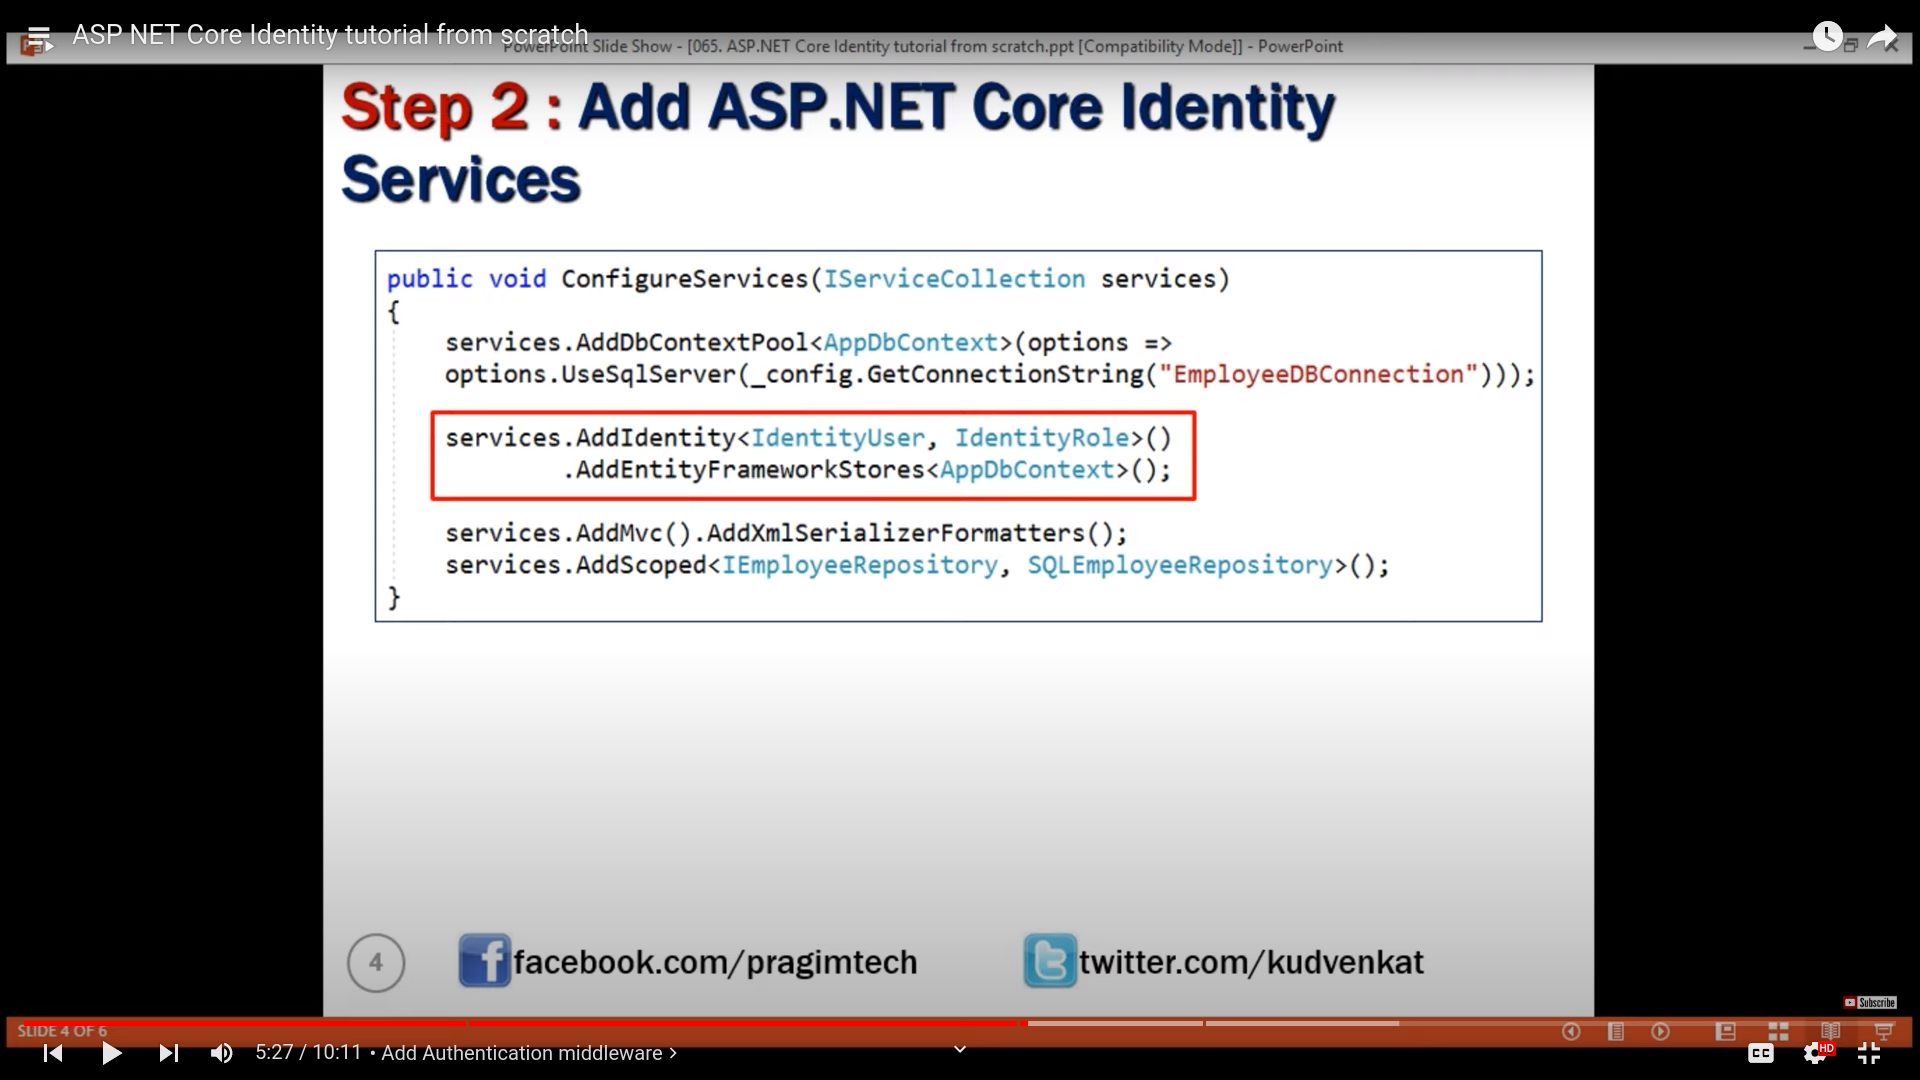 ASP NET Core Identity tutorial from scratch
PowerPoint Slide Show - [065. ASP.NET Core Identity tutorial from scratch.ppt [Compatibility Mode]] - PowerPoint
Step 2 : Add ASP.NET Core Identity
Services
public void ConfigureServices(IServiceCollection services)
{
services.AddDbContextPool<AppDbContext>(options =>
options.UseSqlServer(_config.GetConnectionString("EmployeeDBConnection")));
services.AddIdentity<IdentityUser, IdentityRole>()
.AddEntityFrameworkStores<AppDbContext>();
services.AddMvc().AddXmlSerializerFormatters();
services.AddScoped<IEmployeeRepository, SQLEmployeeRepository>();
}
4
facebook.com/pragimtech
twitter.com/kudvenkat
Subscribe
SLIDE 4 OF 6
5:27 / 10:11 • Add Authentication middleware >
CC
HD